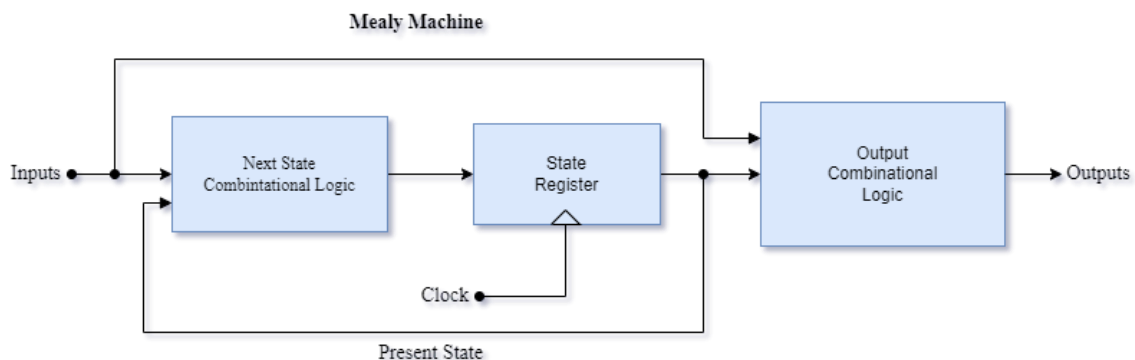 Mealy Machine
Inputs
Next State
Combintational Logic
State
Register
Output
Combinational
Logic
Outputs
Clock
Present State